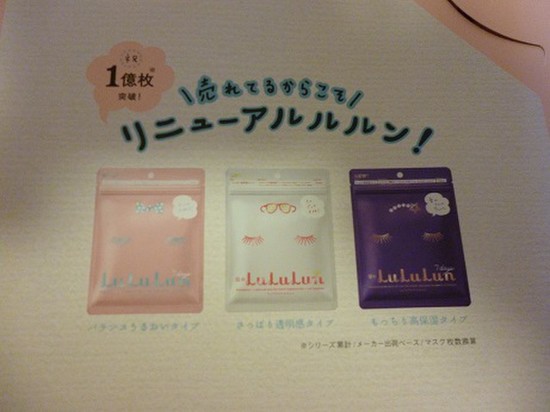 祝
1億枚※
突破!
売れてるからこそ
リニューアルルルン!
LuLuLun
LuLuLun
LuLuLun
バランスうるおいタイプ
さっぱり透明感タイプ
もっちり高保湿タイプ
※シリーズ累計/メーカー出荷ベース/マスク枚数換算